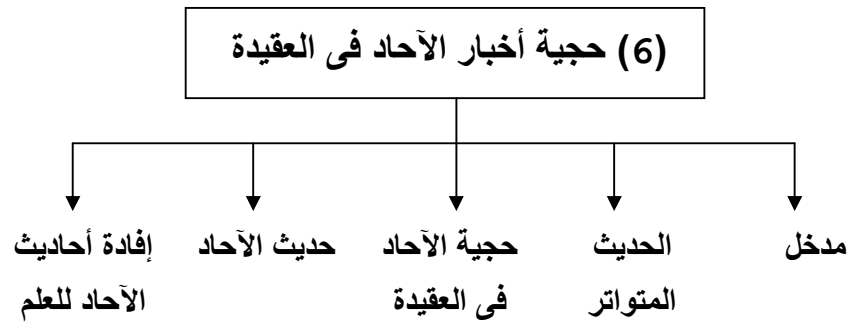 (6) حجية أخبار الآحاد فى العقيدة
مدخل
الحديث
المتواتر
حجية الآحاد
فى العقيدة
حديث الآحاد
إفادة أحاديث
الآحاد للعلم